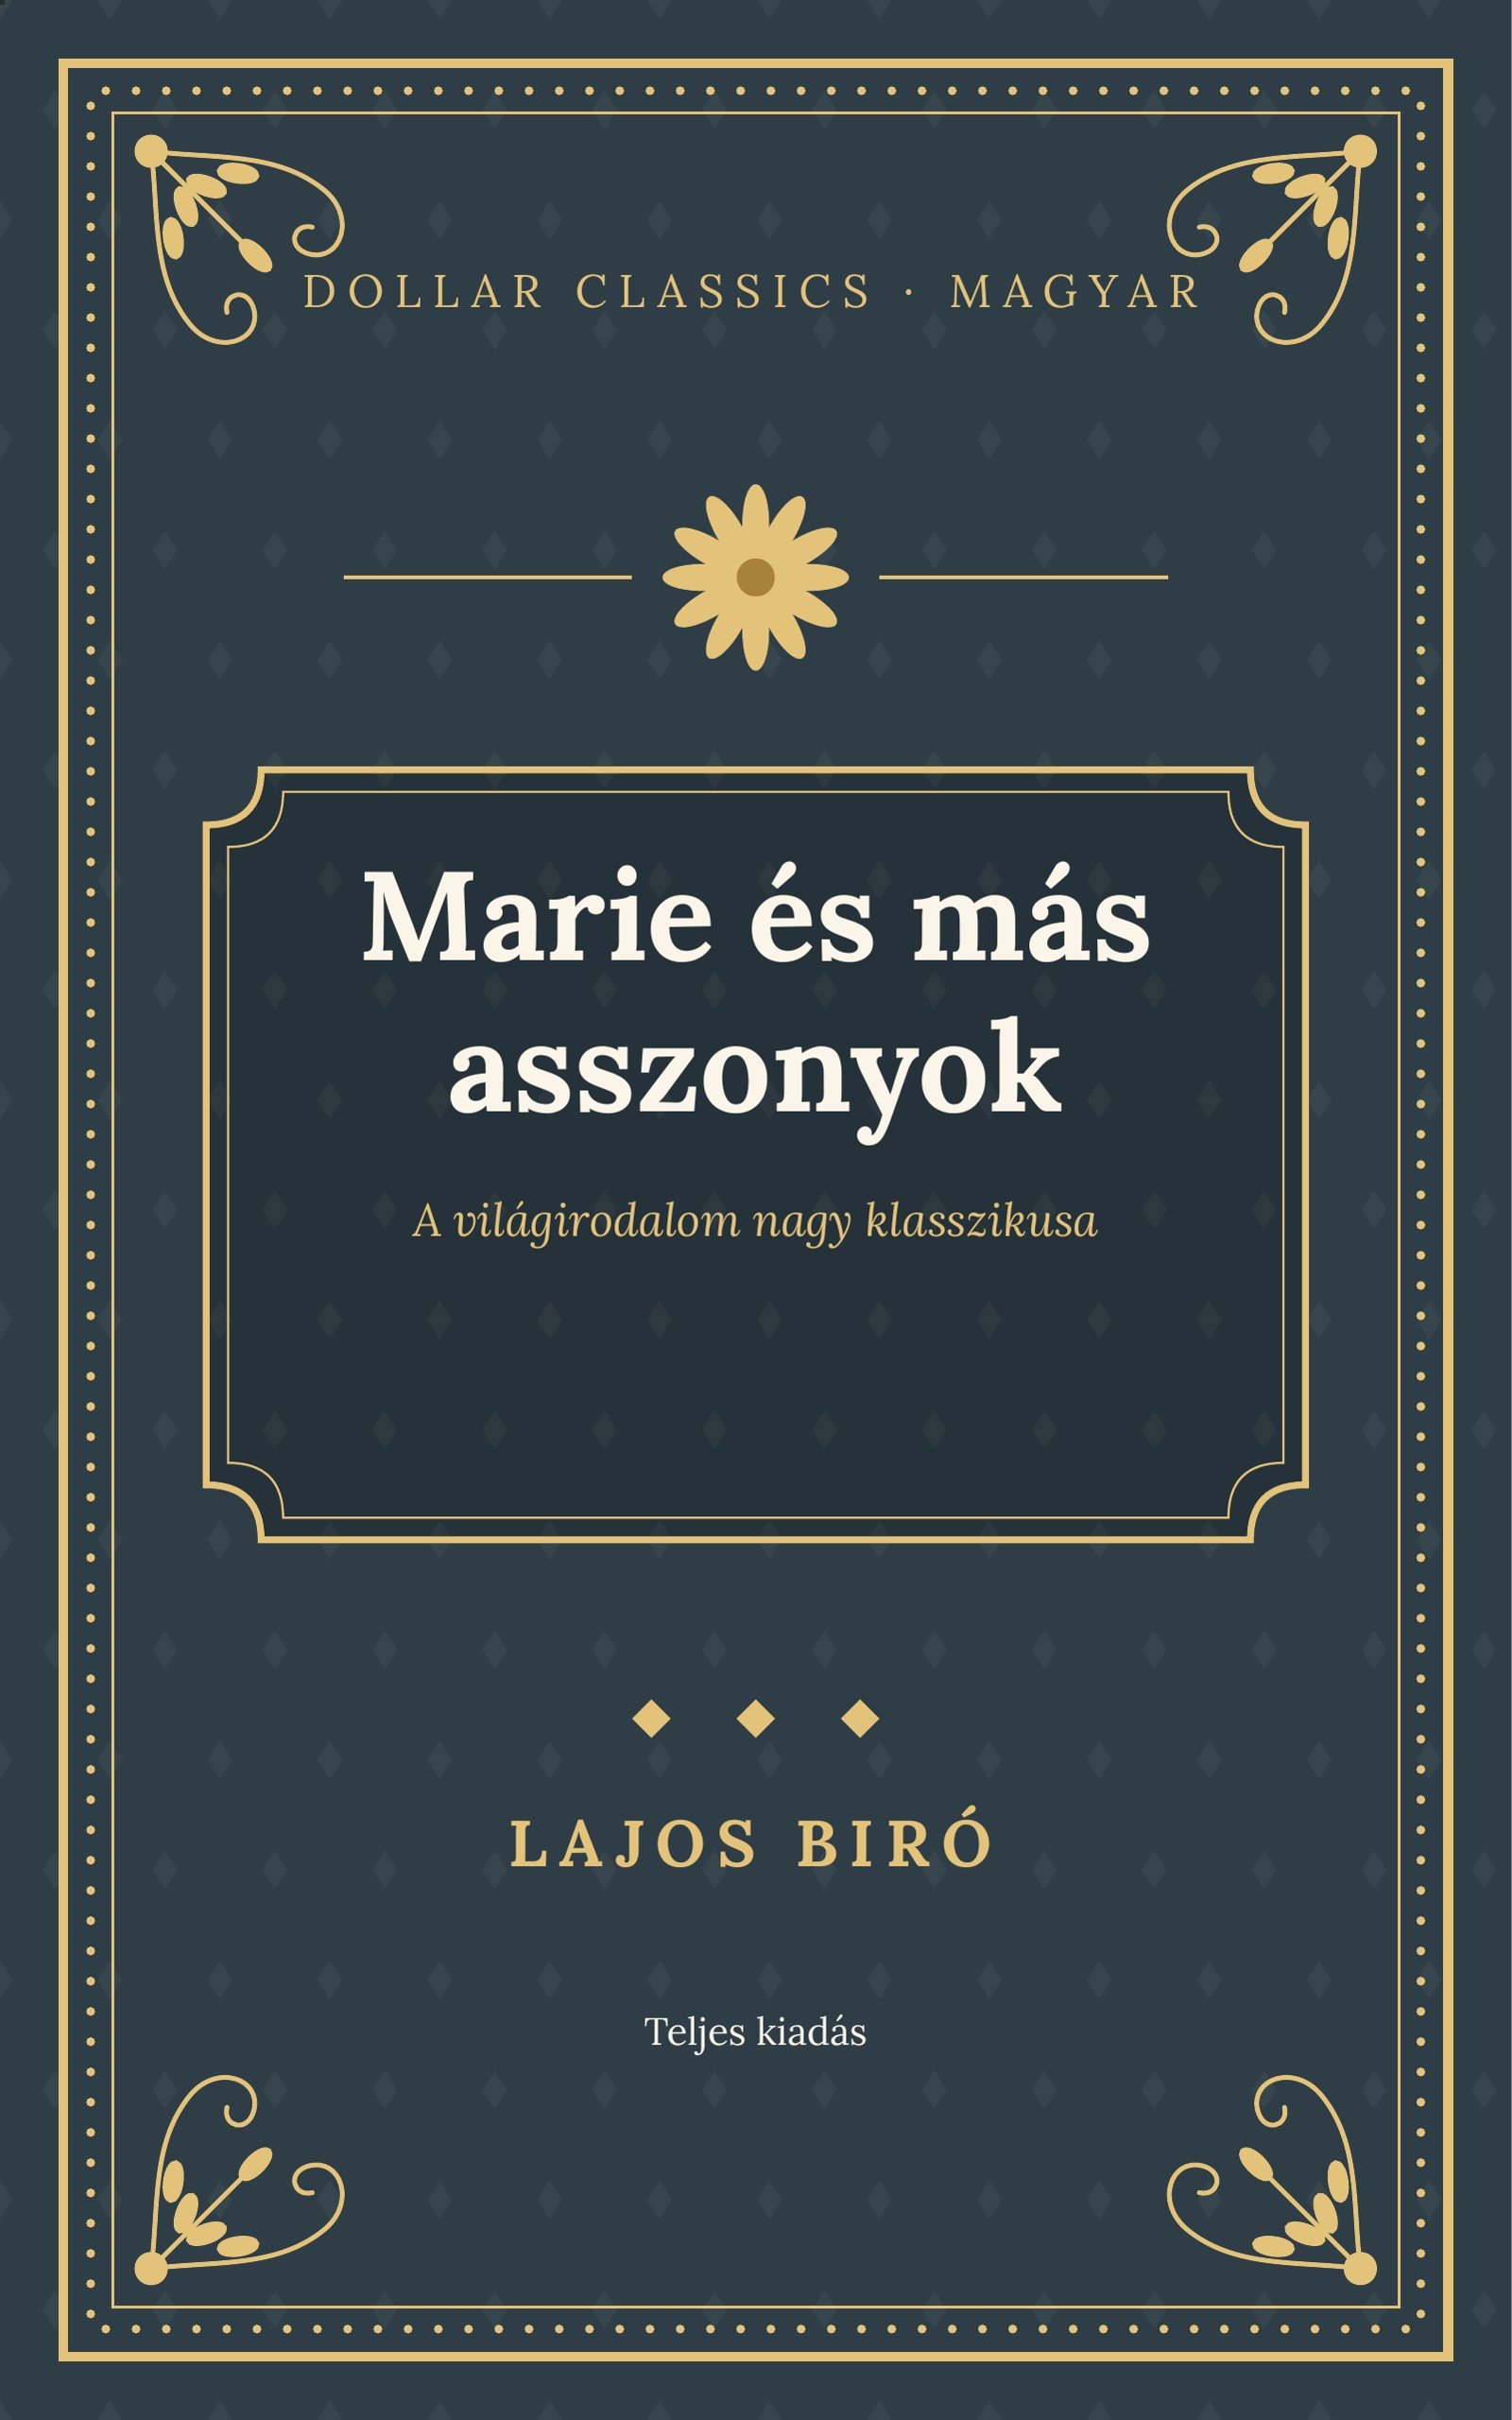 DOLLAR CLASSICS · MAGYAR
Marie és más
asszonyok
A világirodalom nagy klasszikusa
LAJOS BIRÓ
Teljes kiadás